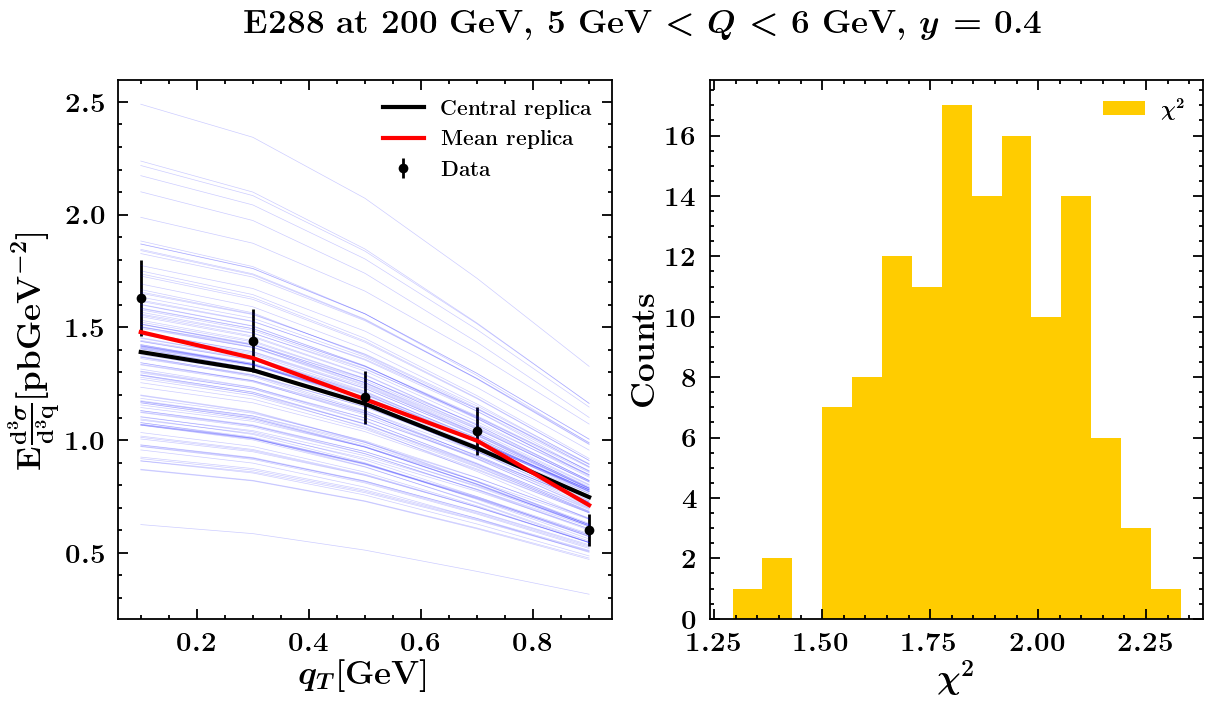 E288 at 200 GeV, 5 GeV < Q < 6 GeV, y = 0.4
E d³σ/d³q [pbGeV⁻²]
2.5
2.0
1.5
1.0
0.5
Central replica
Mean replica
Data
0.2 0.4 0.6 0.8
q_T[GeV]
Counts
16
14
12
10
8
6
4
2
0
χ²
1.25 1.50 1.75 2.00 2.25
χ²